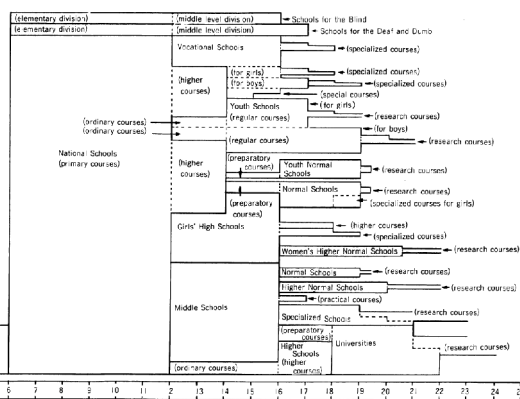 (elementary division) (middle level division) Schools for the Blind
(elementary division) (middle level division) Schools for the Deaf and Dumb
Vocational Schools (specialized courses)
(higher courses)
(for girls) (specialized courses)
(for boys) (specialized courses)
(special courses)
Youth Schools (for girls)
(ordinary courses) (regular courses) (research courses)
(ordinary courses) (for boys)
(regular courses) (research courses)
National Schools
(primary courses)
(higher courses)
(preparatory courses)
Youth Normal Schools (research courses)
Normal Schools (research courses)
(preparatory courses)
(specialized courses for girls)
Girls' High Schools (higher courses)
(specialized courses)
Women's Higher Normal Schools (research courses)
Normal Schools (research courses)
Higher Normal Schools (research courses)
Middle Schools (practical courses)
Specialized Schools (research courses)
(preparatory courses)
Universities
Higher Schools (higher courses)
(research courses)
(ordinary courses)
6 7 8 9 10 11 12 13 14 15 16 17 18 19 20 21 22 23 24 25